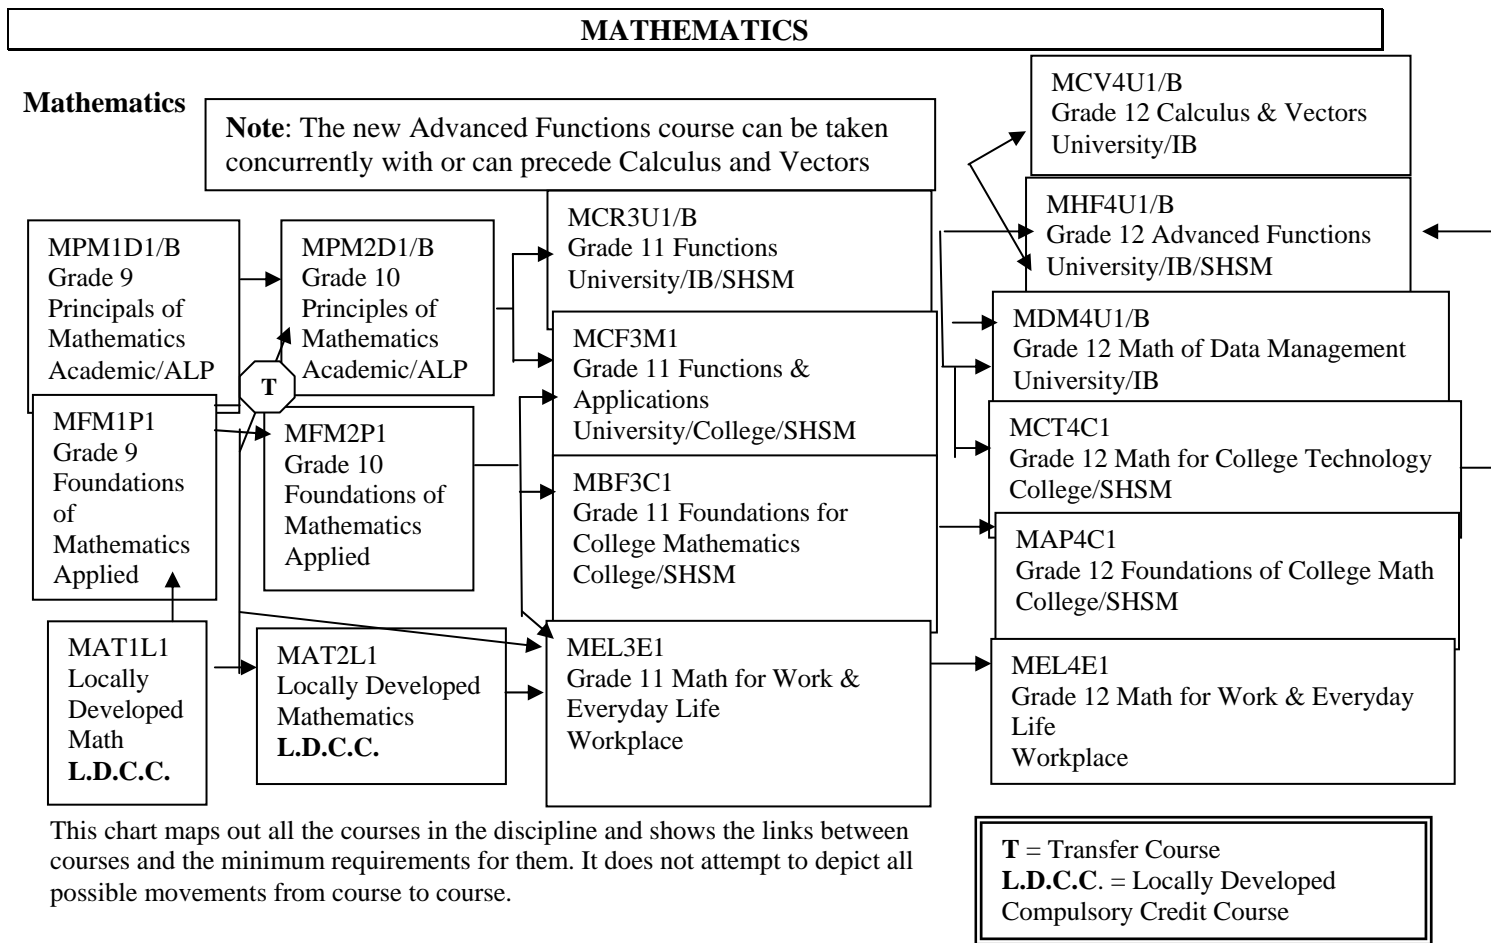 MATHEMATICS
Mathematics
Note: The new Advanced Functions course can be taken
concurrently with or can precede Calculus and Vectors
MPM1D1/B
Grade 9
Principals of
Mathematics
Academic/ALP
MFM1P1
Grade 9
Foundations
of
Mathematics
Applied
MAT1L1
Locally
Developed
Math
L.D.C.C.
T
MPM2D1/B
Grade 10
Principles of
Mathematics
Academic/ALP
MFM2P1
Grade 10
Foundations of
Mathematics
Applied
MAT2L1
Locally Developed
Mathematics
L.D.C.C.
MCR3U1/B
Grade 11 Functions
University/IB/SHSM
MCF3M1
Grade 11 Functions &
Applications
University/College/SHSM
MBF3C1
Grade 11 Foundations for
College Mathematics
College/SHSM
MEL3E1
Grade 11 Math for Work &
Everyday Life
Workplace
MCV4U1/B
Grade 12 Calculus & Vectors
University/IB
MHF4U1/B
Grade 12 Advanced Functions
University/IB/SHSM
MDM4U1/B
Grade 12 Math of Data Management
University/IB
MCT4C1
Grade 12 Math for College Technology
College/SHSM
MAP4C1
Grade 12 Foundations of College Math
College/SHSM
MEL4E1
Grade 12 Math for Work & Everyday
Life
Workplace
This chart maps out all the courses in the discipline and shows the links between
courses and the minimum requirements for them. It does not attempt to depict all
possible movements from course to course.
T = Transfer Course
L.D.C.C. = Locally Developed
Compulsory Credit Course